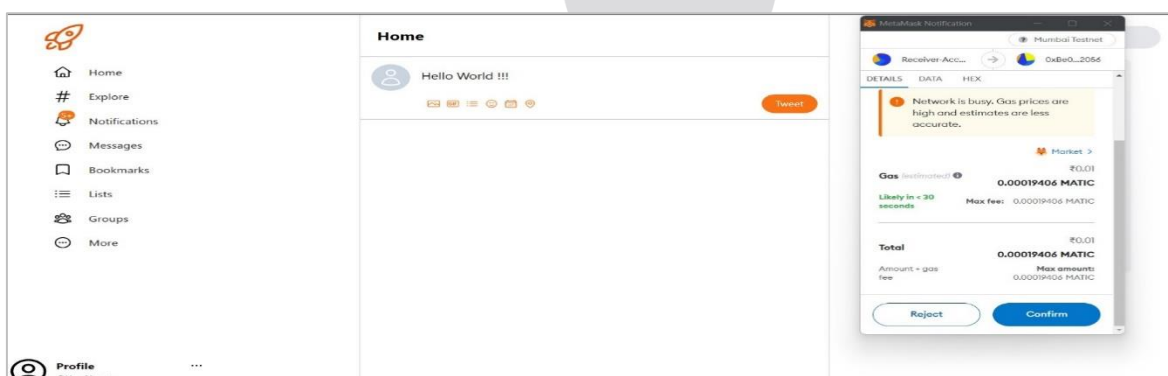 Home
Explore
5+
Notifications
Messages
Bookmarks
Lists
Groups
More
Profile
...
Home
Hello World !!!
GIF
Tweet
MetaMask Notification
Mumbai Testnet
Receiver-Acc...
0xBe0...2056
DETAILS DATA HEX
Network is busy. Gas prices are
high and estimates are less
accurate.
Market >
₹0.01
Gas (estimated)
0.00019406 MATIC
Likely in < 30
seconds
Max fee: 0.00019406 MATIC
₹0.01
Total
0.00019406 MATIC
Amount + gas
fee
Max amount:
0.00019406 MATIC
Reject
Confirm